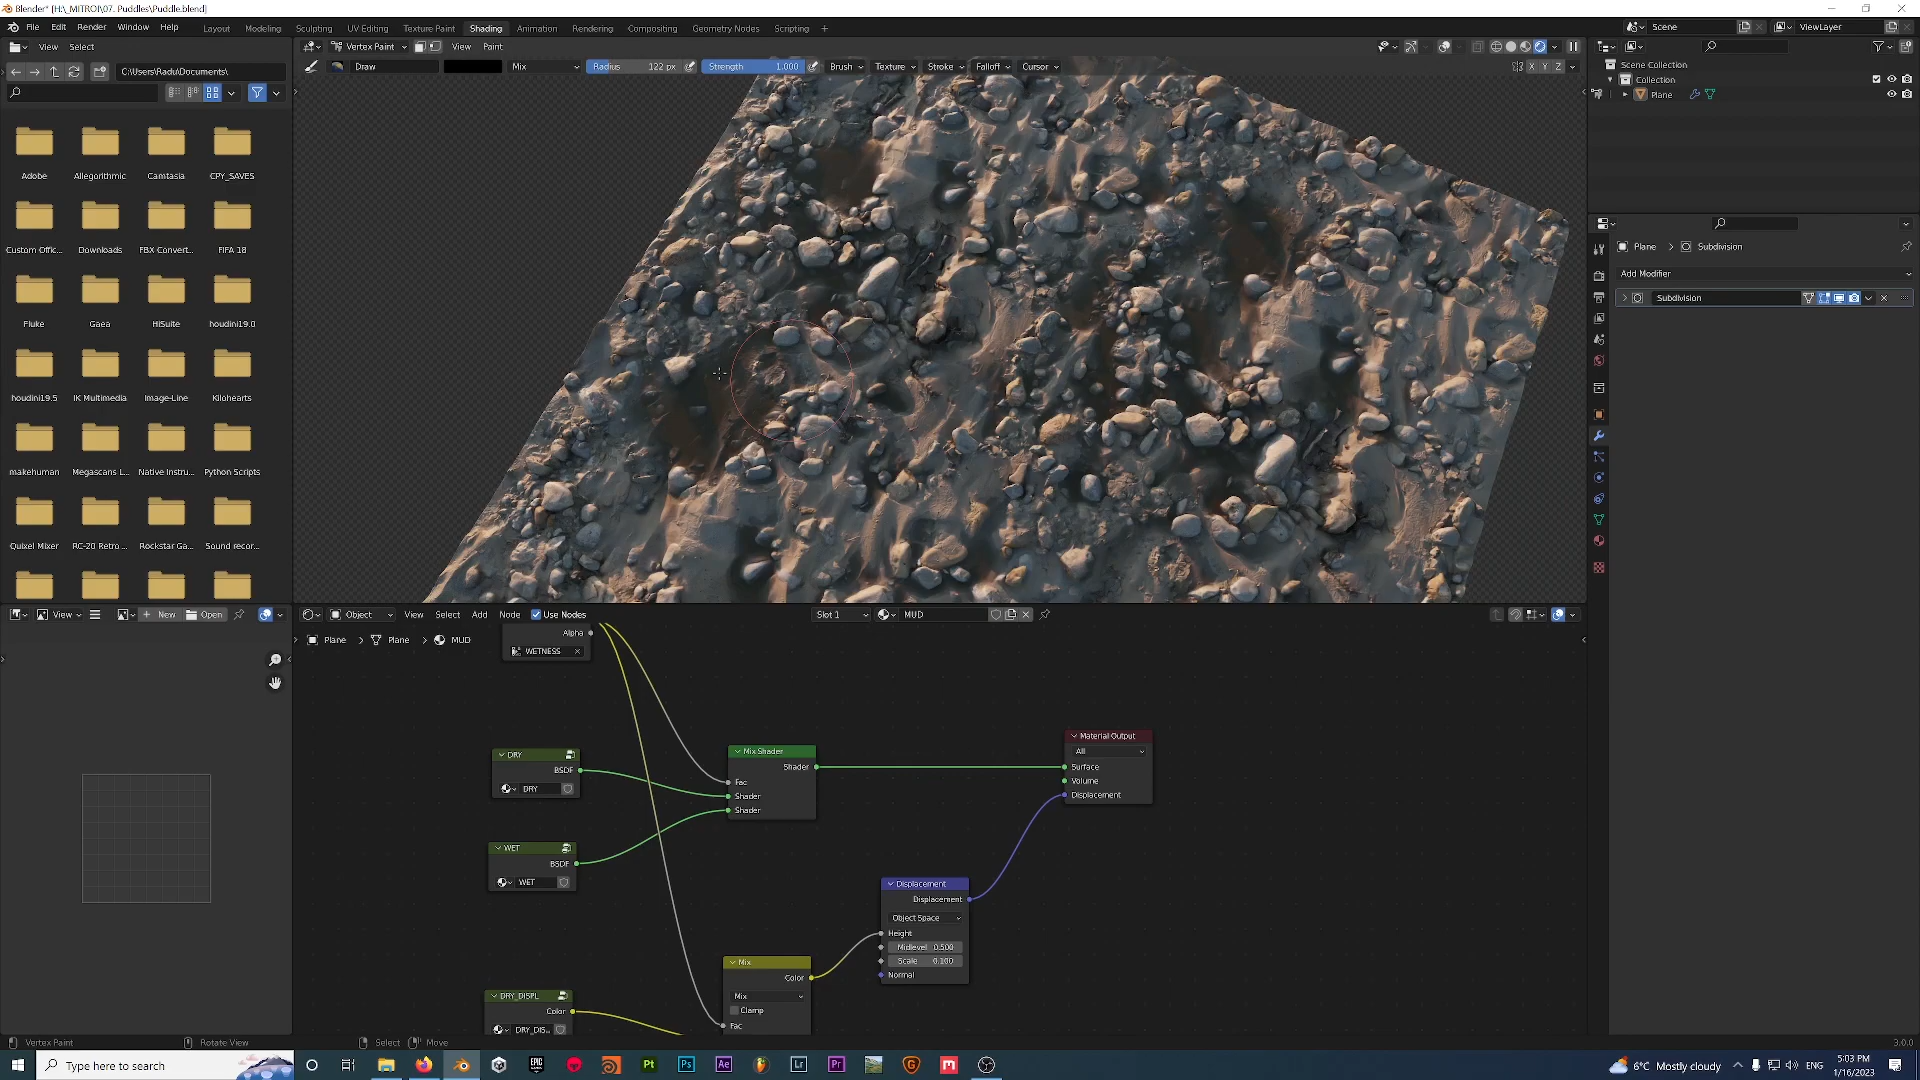 Blender* [H:\_MITROI\07. Puddles\Puddle.blend]
File Edit Render Window Help Layout Modeling Sculpting UV Editing Texture Paint Shading Animation Rendering Compositing Geometry Nodes Scripting + Scene ViewLayer
View Select Vertex Paint View Paint
C:\Users\Radu\Documents\ Draw Mix Radius 122 px Strength 1.000 Brush Texture Stroke Falloff Cursor X Y Z
Scene Collection
Collection
Plane
Adobe Allegorithmic Camtasia CPY_SAVES
Custom Offic... Downloads FBX Convert... FIFA 18
Fluke Gaea HiSuite houdini19.0
houdini19.5 IK Multimedia Image-Line Kilohearts
makehuman Megascans L... Native Instru... Python Scripts
Quixel Mixer RC-20 Retro ... Rockstar Ga... Sound recor...
Plane > Subdivision
Add Modifier
Subdivision
View + New Open Object View Select Add Node Use Nodes Slot 1 MUD
Plane > Plane > MUD
Alpha
WETNESS
DRY
BSDF
DRY
WET
BSDF
WET
DRY_DISPL
Color
DRY_DIS...
Mix Shader
Shader
Fac
Shader
Shader
Mix
Color
Mix
Clamp
Fac
Displacement
Displacement
Object Space
Height
Midlevel 0.500
Scale 0.100
Normal
Material Output
All
Surface
Volume
Displacement
Vertex Paint Rotate View Select Move 3.0.0
Type here to search Pt Ps Ae Lr Pr 6°C Mostly cloudy ENG 5:03 PM
1/16/2023